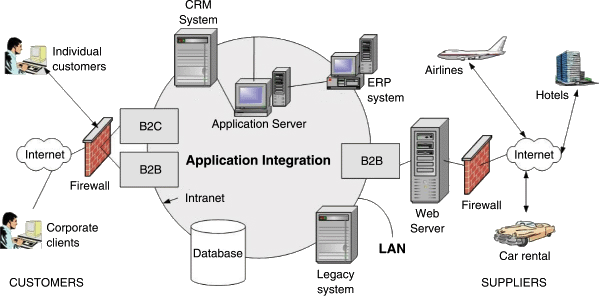 CRM
System
Individual
customers
Airlines
ERP
system
Hotels
Application Server
B2C
Internet
Application Integration
B2B
B2B
Internet
Firewall
Intranet
Web
Server
Firewall
Corporate
clients
Database
LAN
Car rental
Legacy
system
CUSTOMERS
SUPPLIERS